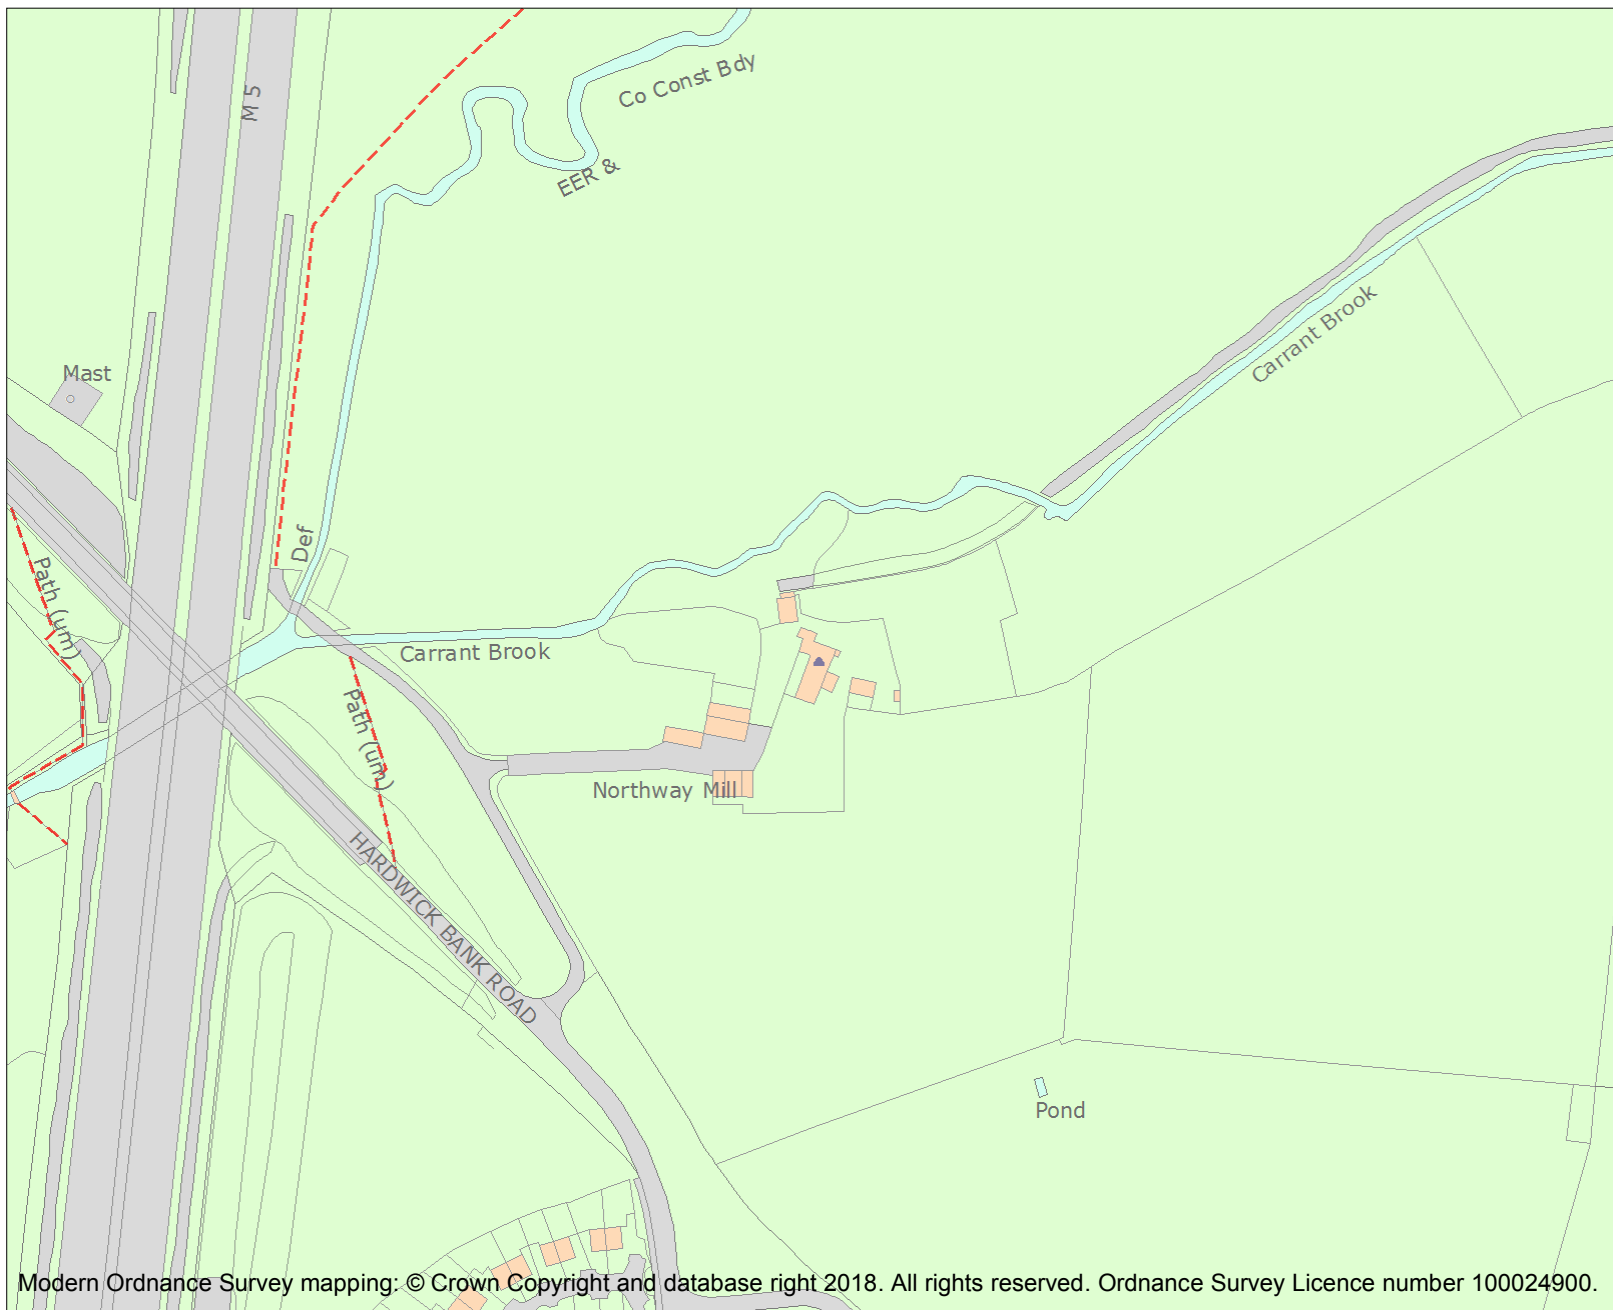 M 5
Co Const Bdy
EER &
Carrant Brook
Mast
Def
Path (um)
Carrant Brook
Path (um)
Northway Mill
HARDWICK BANK ROAD
Pond
Modern Ordnance Survey mapping: © Crown Copyright and database right 2018. All rights reserved. Ordnance Survey Licence number 100024900.